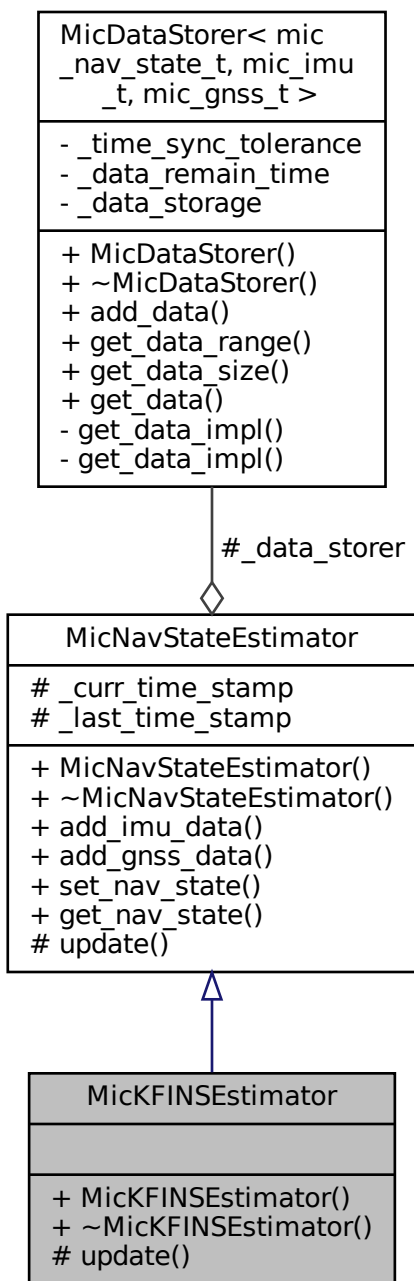 MicDataStorer< mic
_nav_state_t, mic_imu
_t, mic_gnss_t >
- _time_sync_tolerance
- _data_remain_time
- _data_storage
+ MicDataStorer()
+ ~MicDataStorer()
+ add_data()
+ get_data_range()
+ get_data_size()
+ get_data()
- get_data_impl()
- get_data_impl()
#_data_storer
MicNavStateEstimator
# _curr_time_stamp
# _last_time_stamp
+ MicNavStateEstimator()
+ ~MicNavStateEstimator()
+ add_imu_data()
+ add_gnss_data()
+ set_nav_state()
+ get_nav_state()
# update()
MicKFINSEstimator
+ MicKFINSEstimator()
+ ~MicKFINSEstimator()
# update()